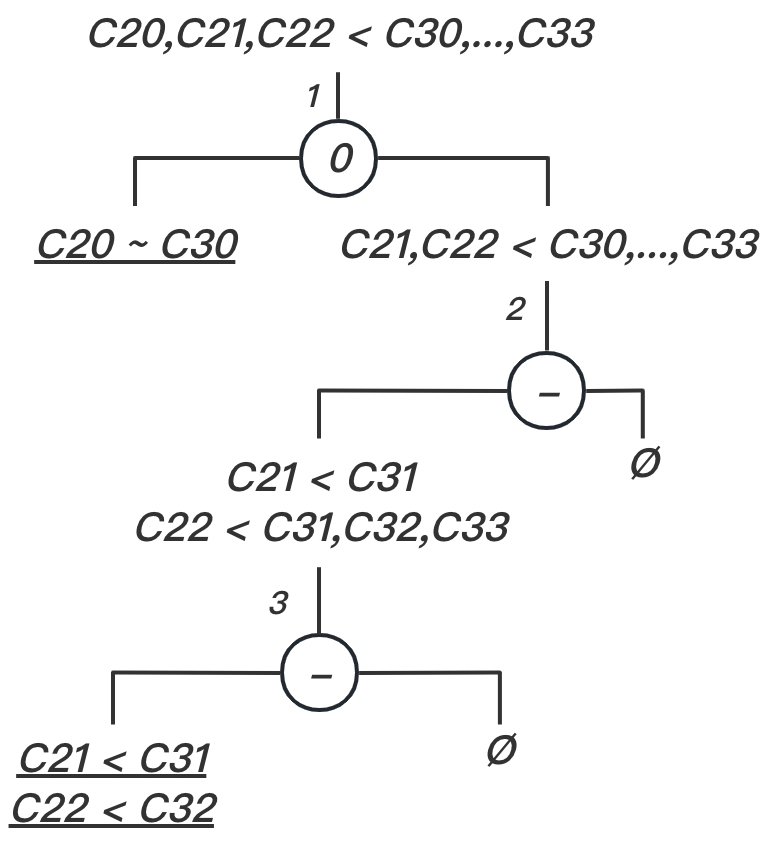 C20,C21,C22 < C30,...,C33
1
0
C20 ~ C30
C21,C22 < C30,...,C33
2
–
C21 < C31
C22 < C31,C32,C33
Ø
3
–
C21 < C31
C22 < C32
Ø